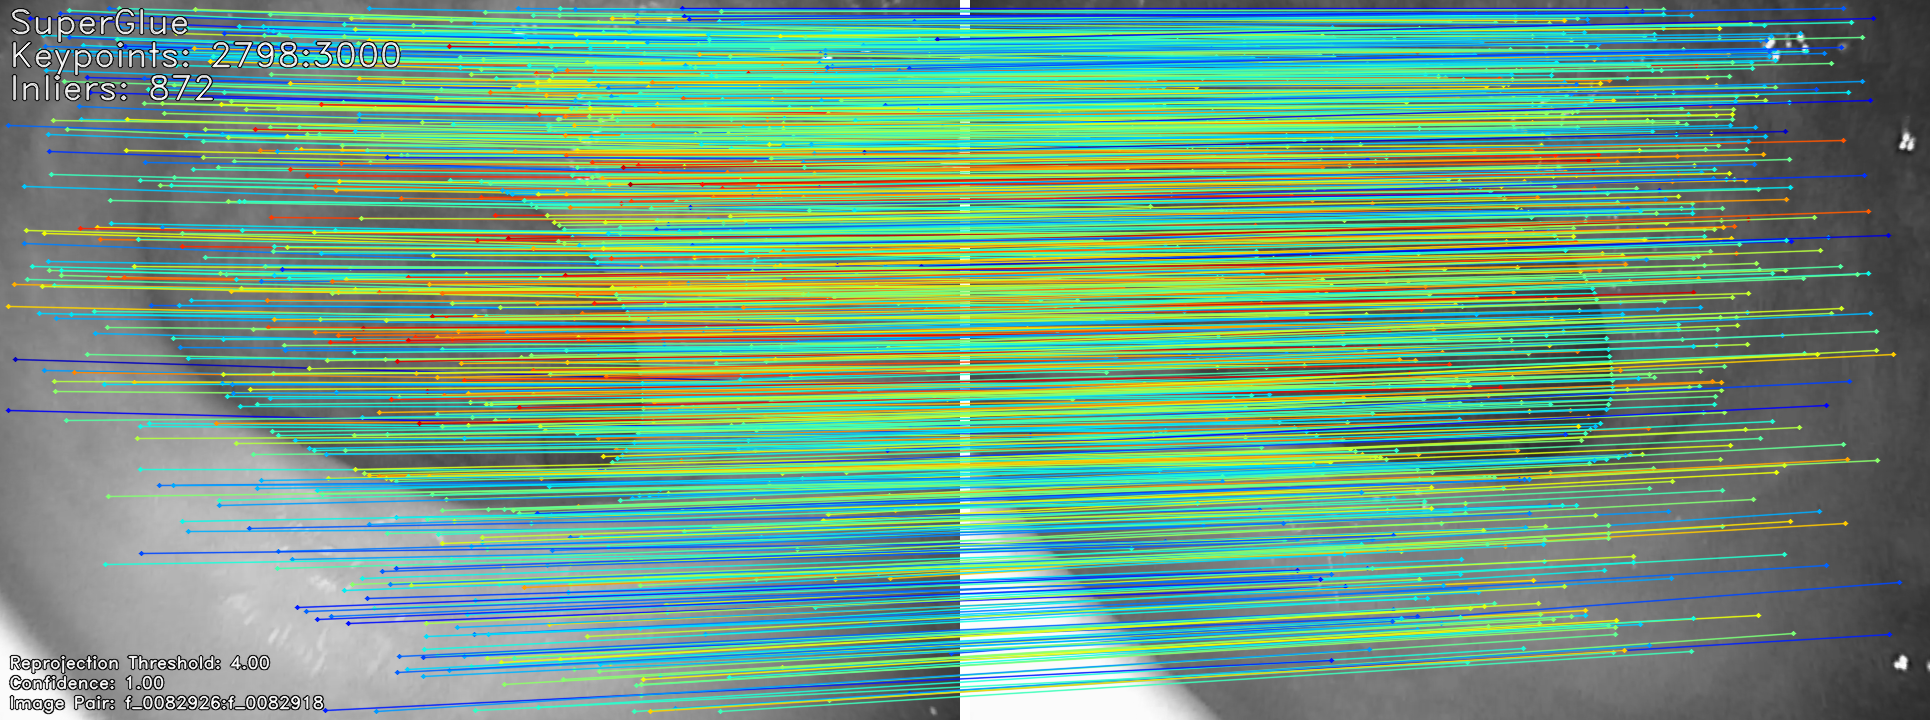 SuperGlue
Keypoints: 2798:3000
Inliers: 872
Reprojection Threshold: 4.00
Confidence: 1.00
Image Pair: f_0082926:f_0082918